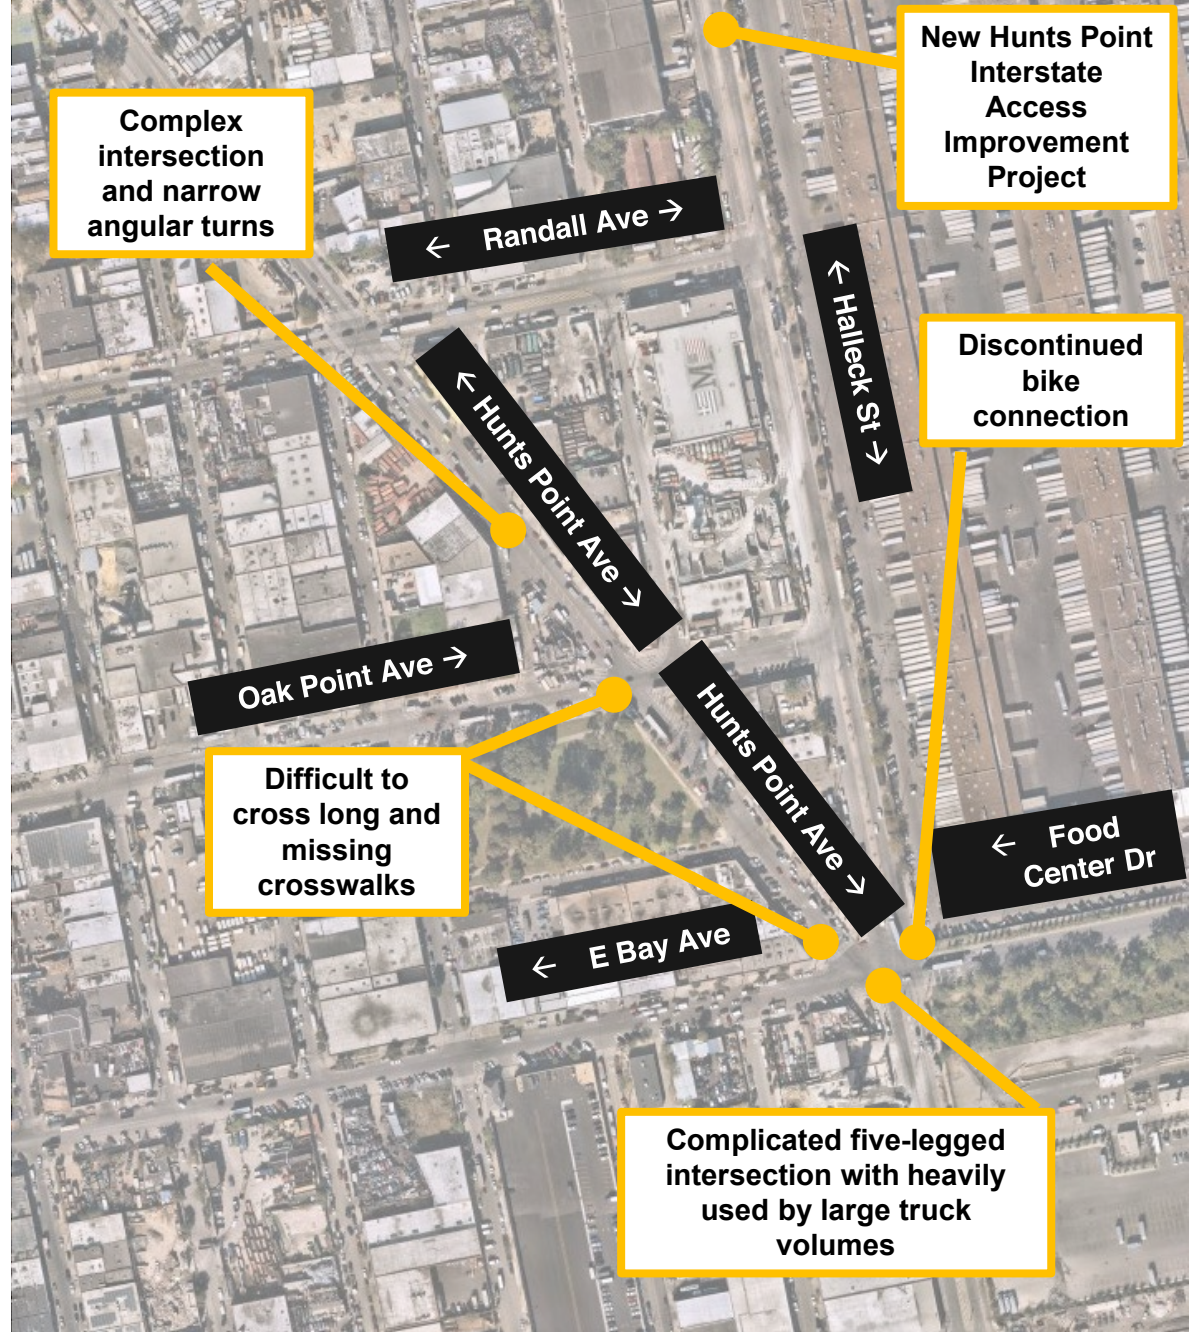 New Hunts Point
Interstate
Access
Improvement
Project
Complex
intersection
and narrow
angular turns
← Randall Ave →
← Halleck St →
Discontinued
bike
connection
← Hunts Point Ave →
Oak Point Ave →
Hunts Point Ave →
Difficult to
cross long and
missing
crosswalks
← Food
Center Dr
← E Bay Ave
Complicated five-legged
intersection with heavily
used by large truck
volumes